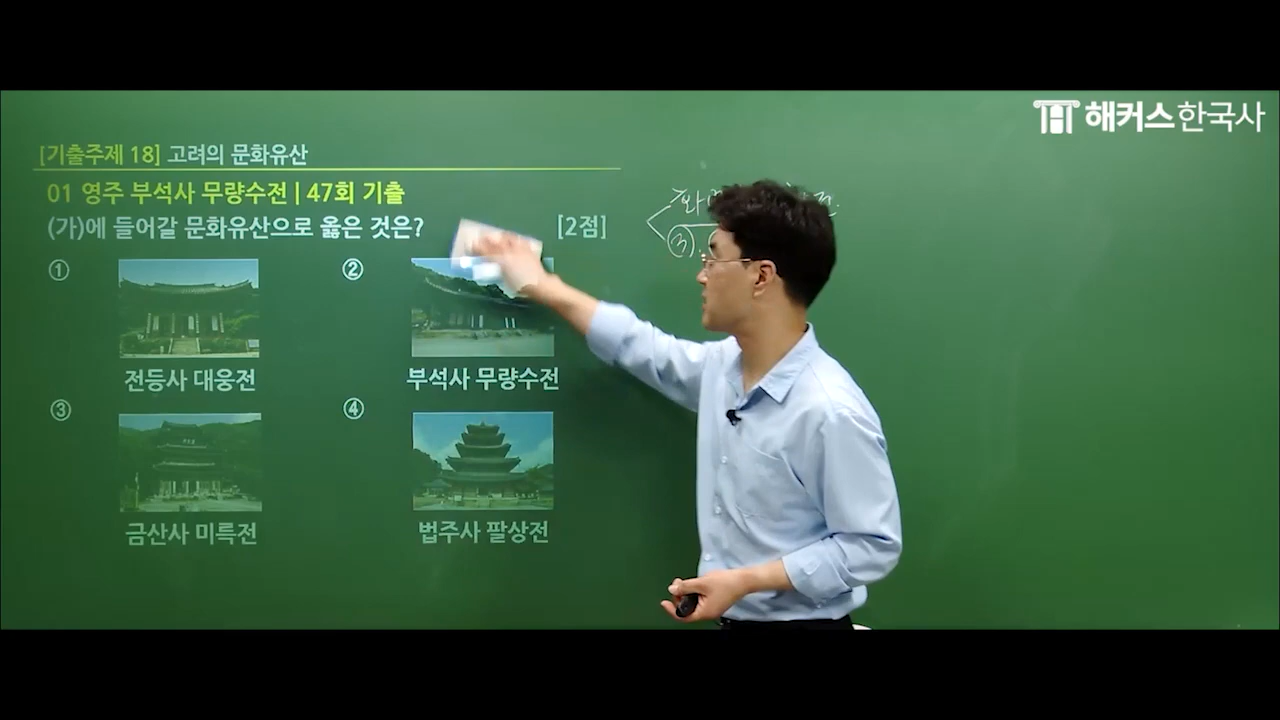 해커스한국사
[기출주제 18] 고려의 문화유산
01 영주 부석사 무량수전 | 47회 기출
(가)에 들어갈 문화유산으로 옳은 것은? [2점]
① ②
전등사 대웅전 부석사 무량수전
③ ④
금산사 미륵전 법주사 팔상전
③